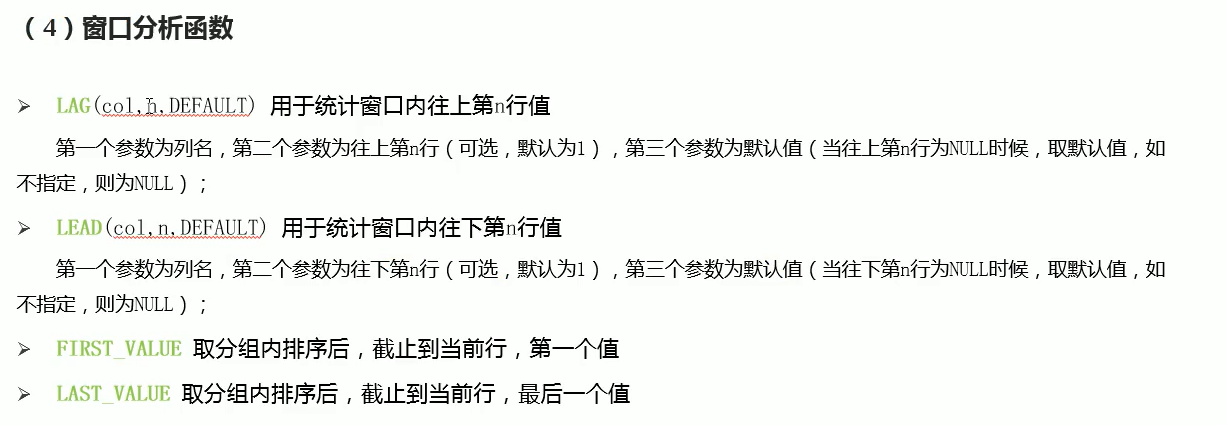 （4）窗口分析函数
➢ LAG(col,n,DEFAULT) 用于统计窗口内往上第n行值
第一个参数为列名，第二个参数为往上第n行（可选，默认为1），第三个参数为默认值（当往上第n行为NULL时候，取默认值，如
不指定，则为NULL）；
➢ LEAD(col,n,DEFAULT) 用于统计窗口内往下第n行值
第一个参数为列名，第二个参数为往下第n行（可选，默认为1），第三个参数为默认值（当往下第n行为NULL时候，取默认值，如
不指定，则为NULL）；
➢ FIRST_VALUE 取分组内排序后，截止到当前行，第一个值
➢ LAST_VALUE 取分组内排序后，截止到当前行，最后一个值